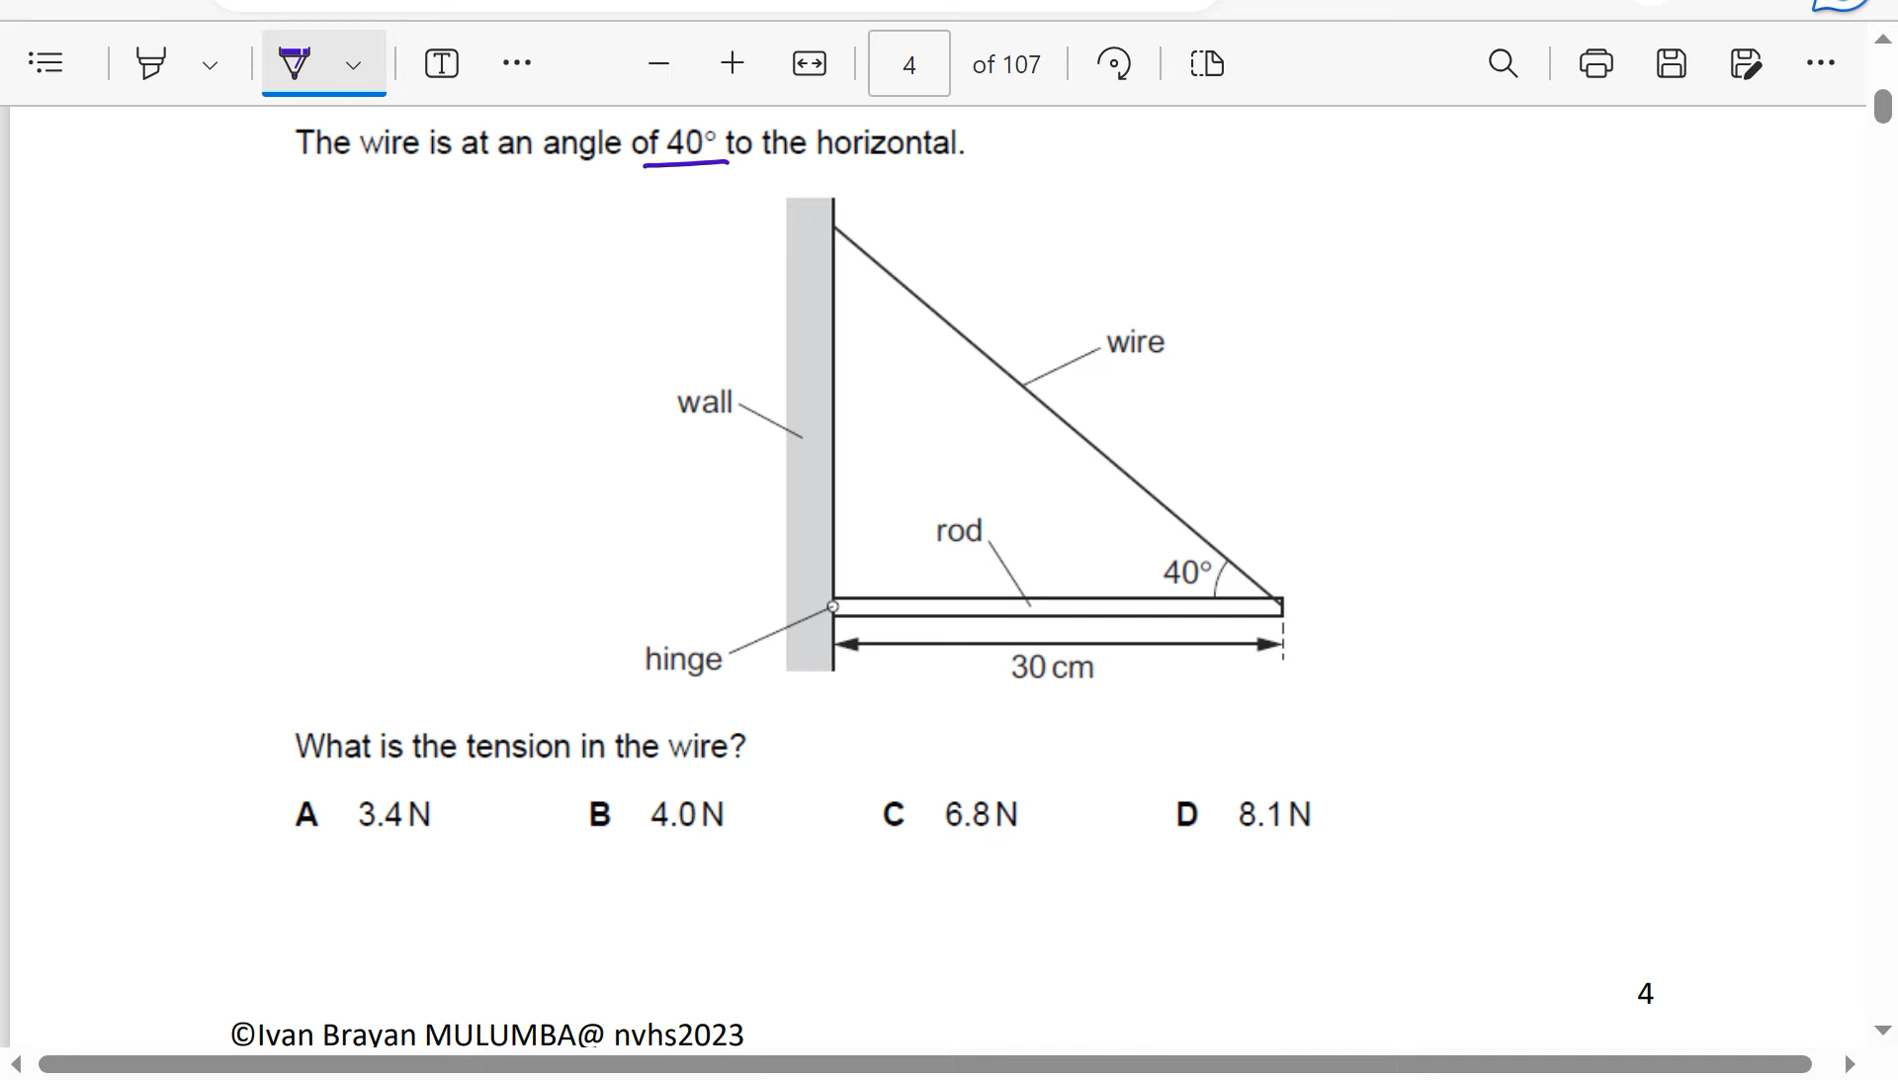 4 of 107
The wire is at an angle of 40° to the horizontal.
wire
wall
rod
40°
hinge
30 cm
What is the tension in the wire?
A 3.4 N B 4.0 N C 6.8 N D 8.1 N
4
©Ivan Brayan MULUMBA@ nvhs2023